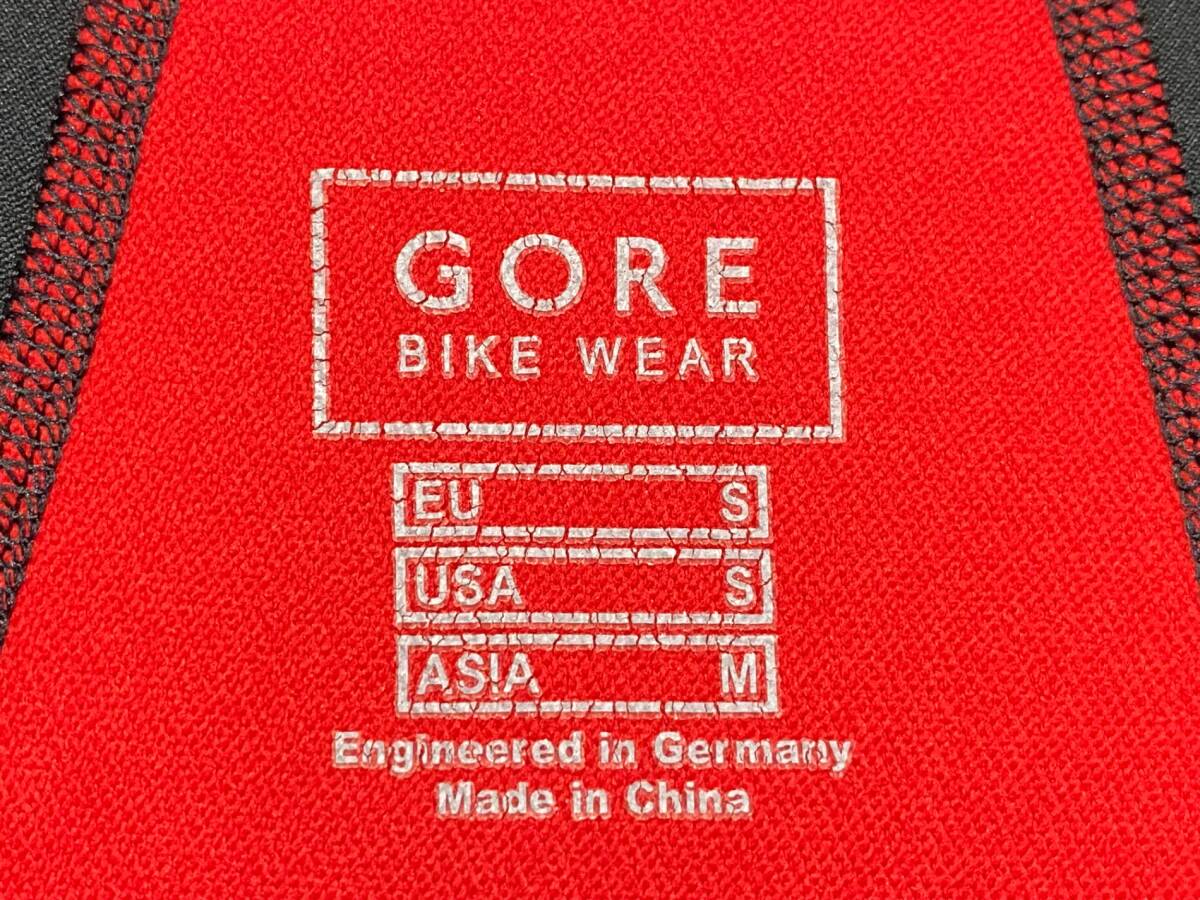 GORE
BIKE WEAR
EU S
USA S
ASIA M
Engineered in Germany
Made in China